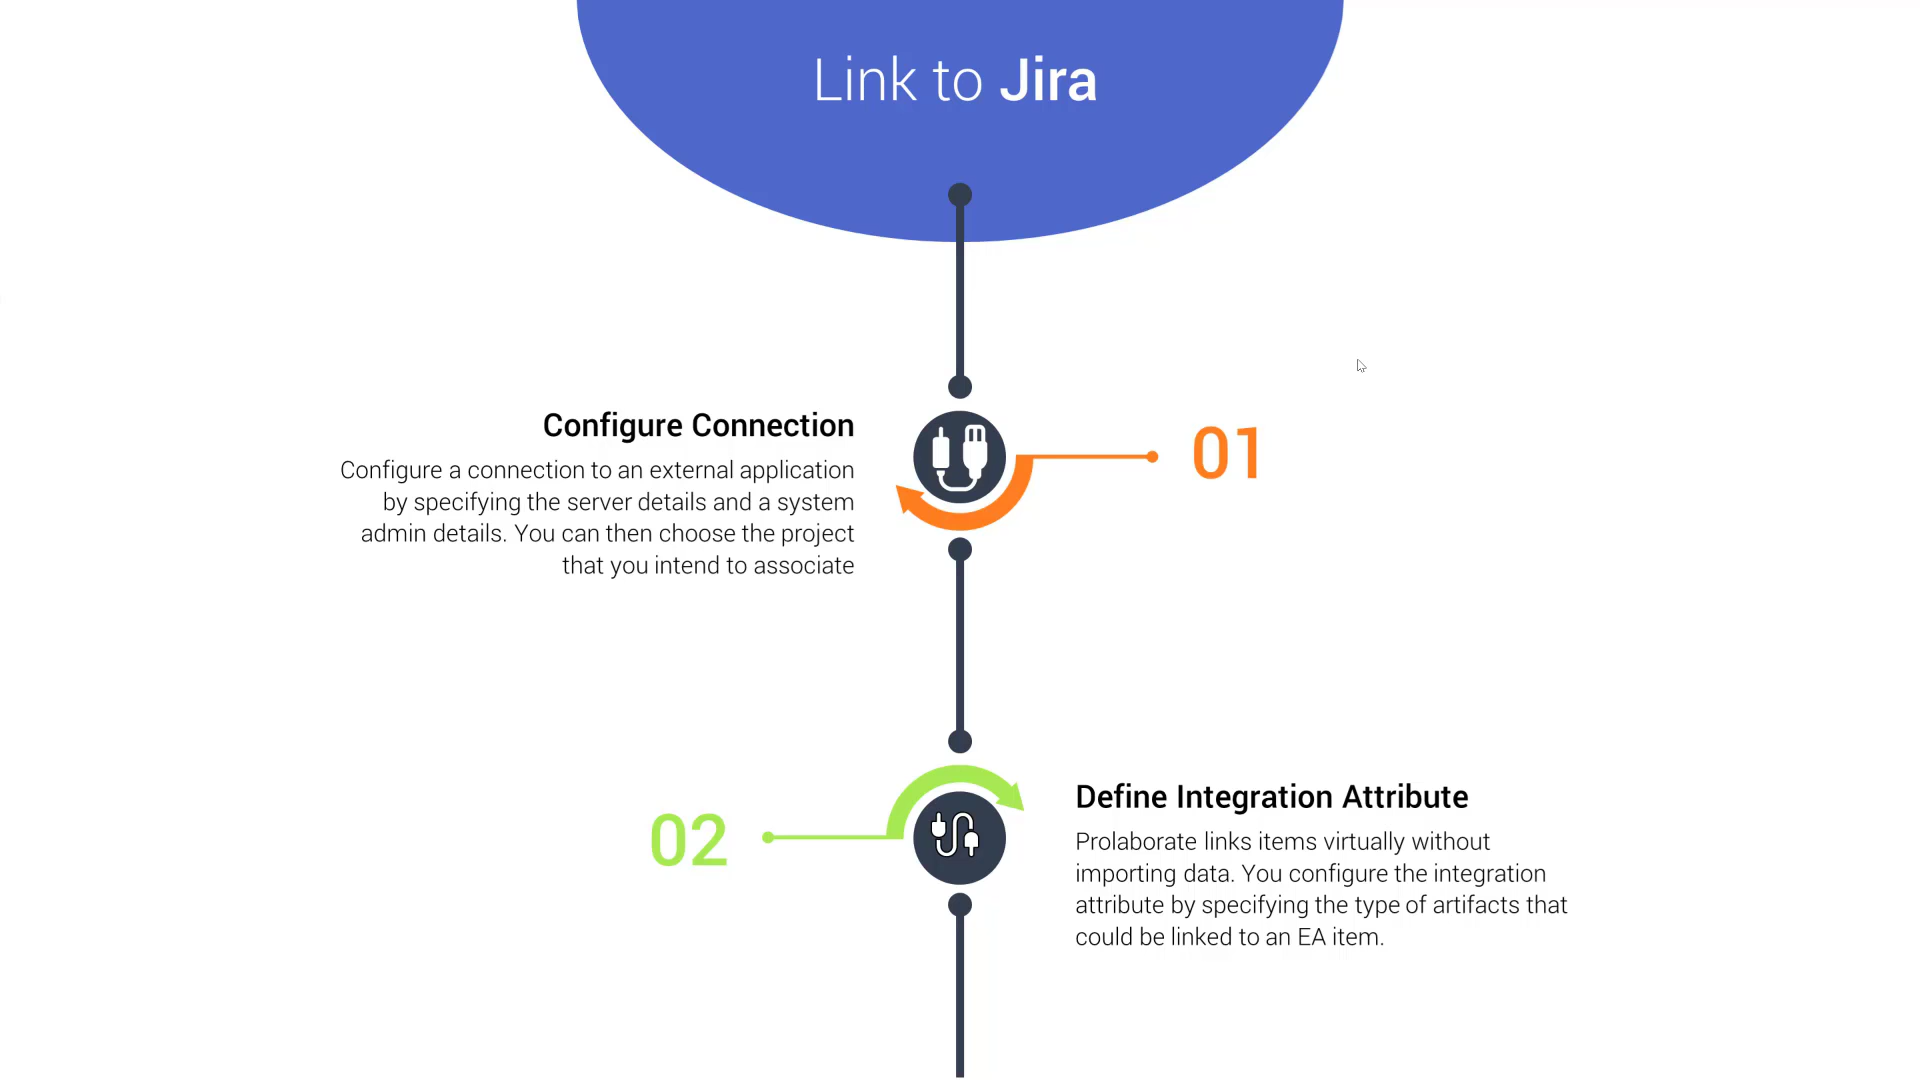 Link to Jira
Configure Connection
Configure a connection to an external application
by specifying the server details and a system
admin details. You can then choose the project
that you intend to associate
01
02
Define Integration Attribute
Prolaborate links items virtually without
importing data. You configure the integration
attribute by specifying the type of artifacts that
could be linked to an EA item.